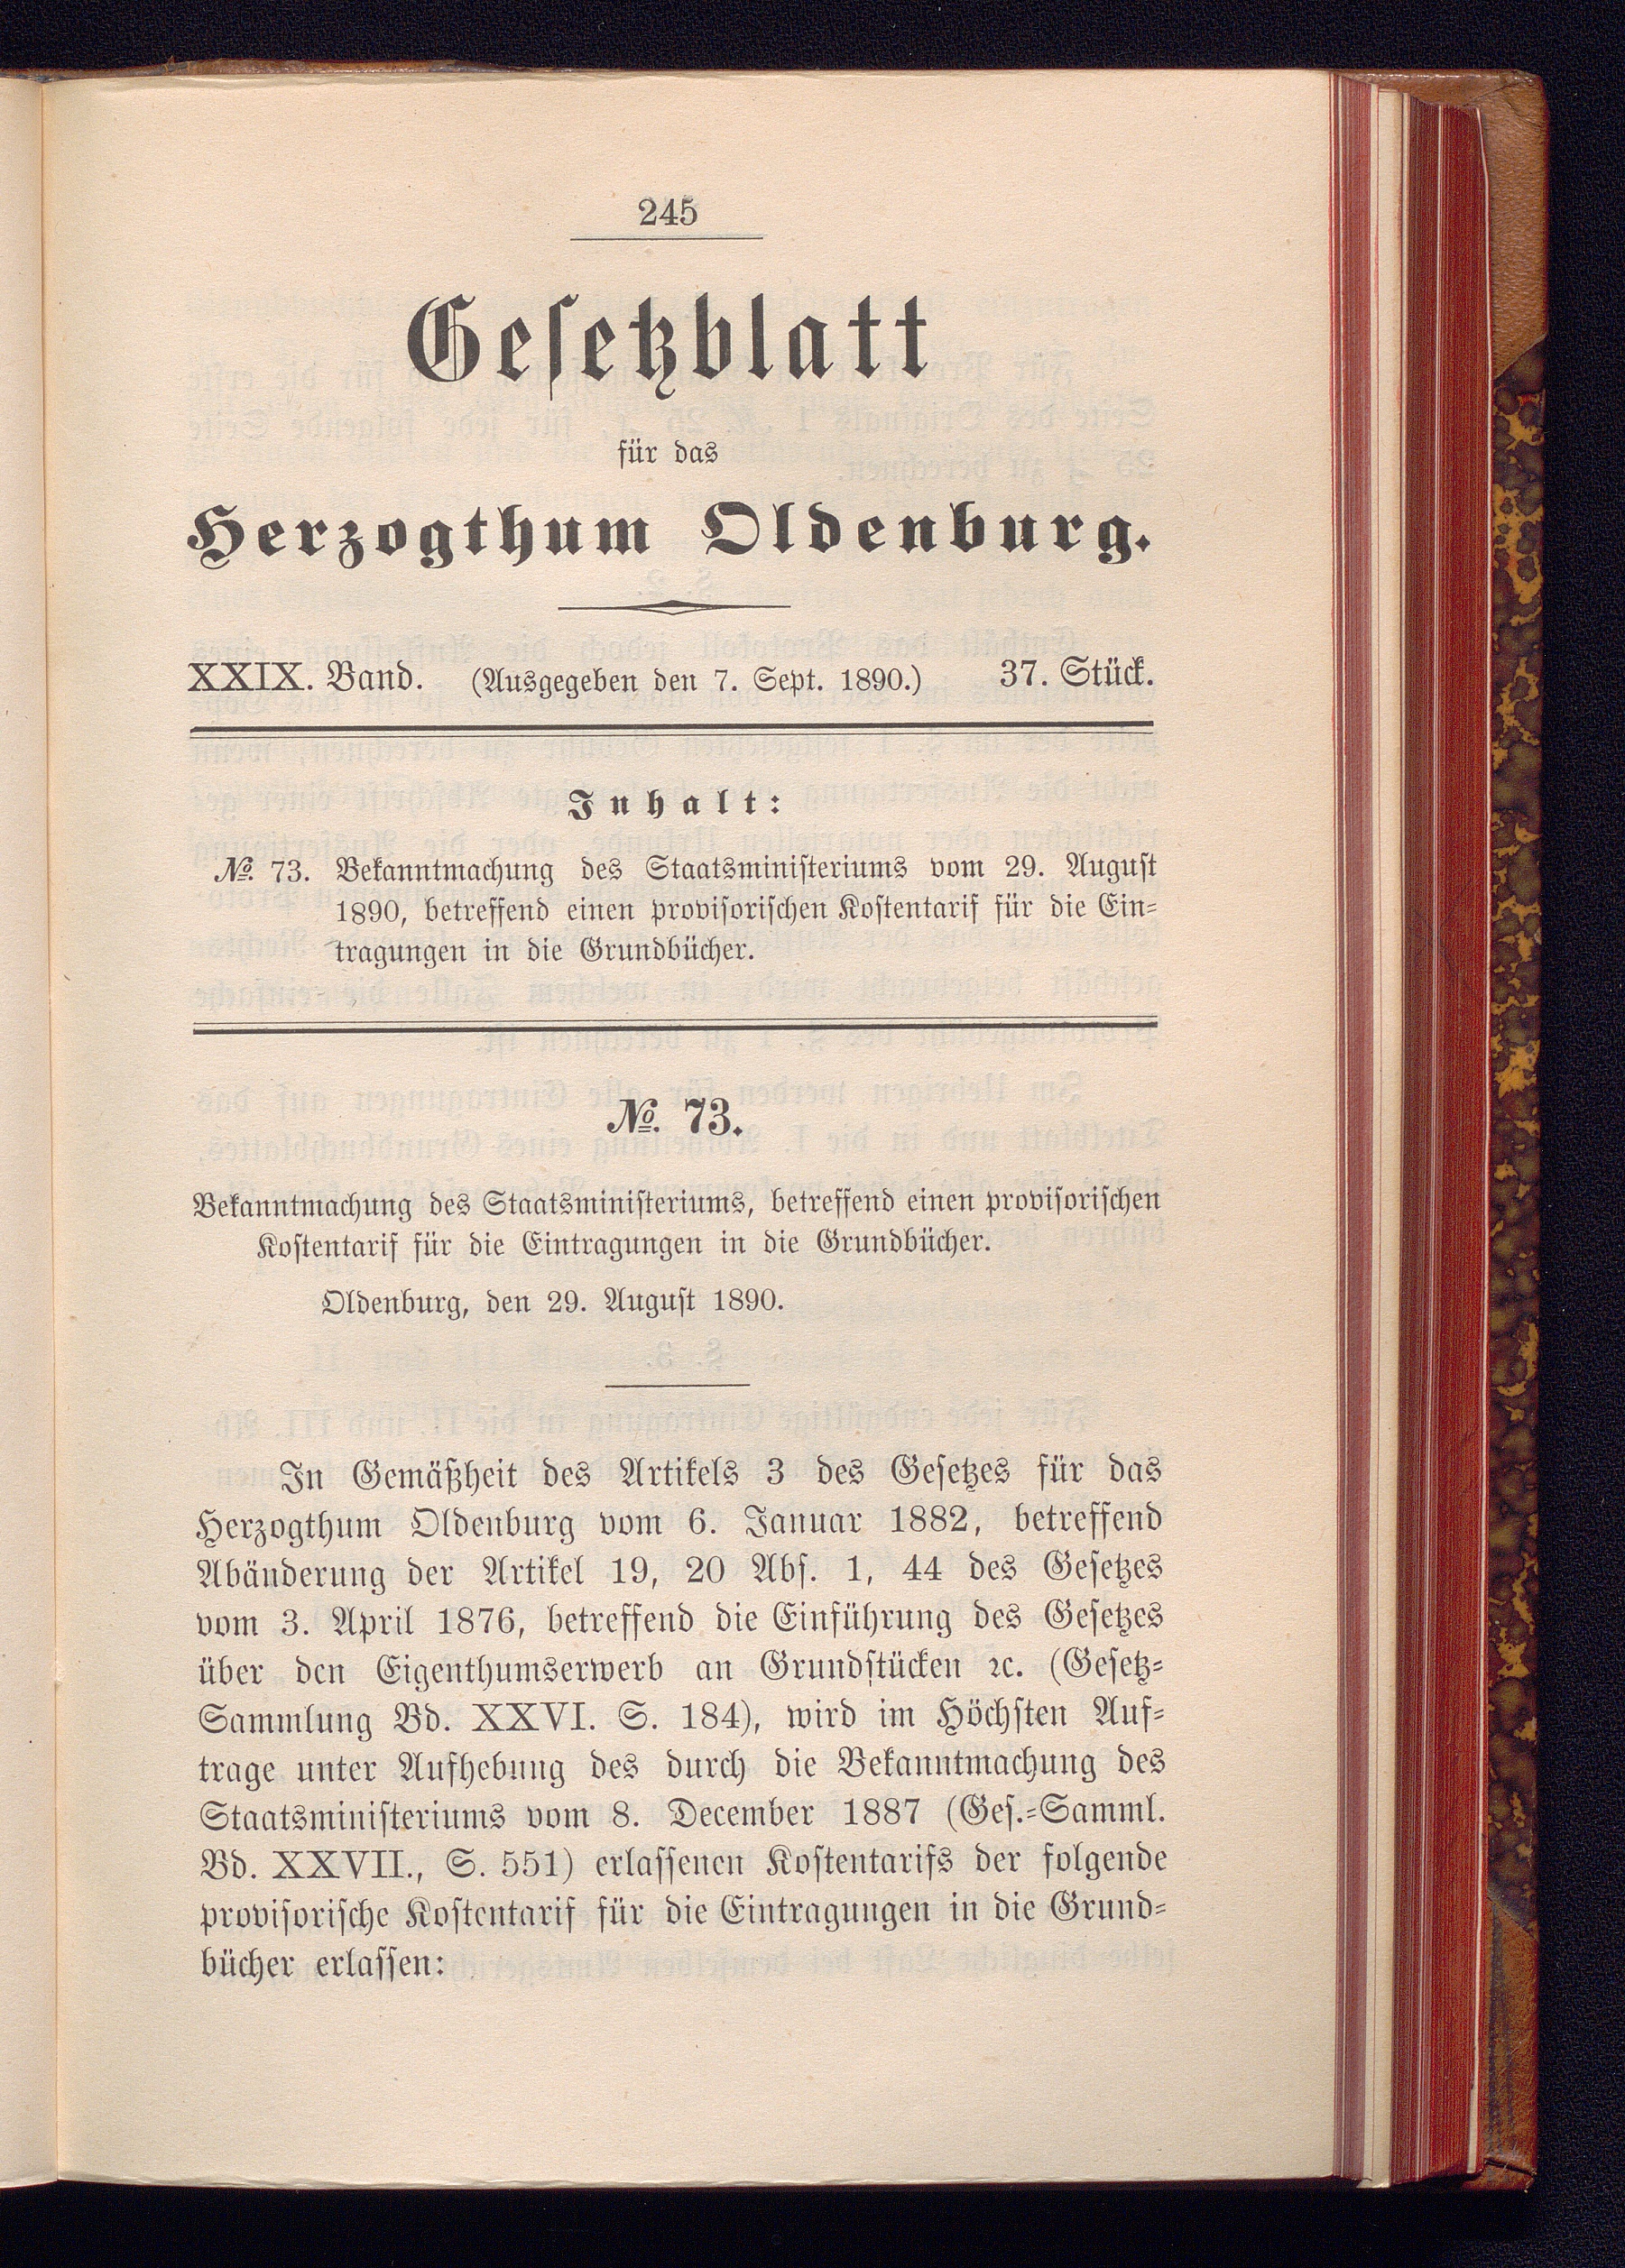 245
Geſetzblatt
für das
Herzogthum Oldenburg.
XXIX. Band. (Ausgegeben den 7. Sept. 1890.) 37. Stück.
Inhalt:
№. 73. Bekanntmachung des Staatsminiſteriums vom 29. Auguſt
1890, betreffend einen proviſoriſchen Koſtentarif für die Ein-
tragungen in die Grundbücher.
№. 73.
Bekanntmachung des Staatsminiſteriums, betreffend einen proviſoriſchen
Koſtentarif für die Eintragungen in die Grundbücher.
Oldenburg, den 29. Auguſt 1890.
In Gemäßheit des Artikels 3 des Geſetzes für das
Herzogthum Oldenburg vom 6. Januar 1882, betreffend
Abänderung der Artikel 19, 20 Abſ. 1, 44 des Geſetzes
vom 3. April 1876, betreffend die Einführung des Geſetzes
über den Eigenthumserwerb an Grundſtücken ꝛc. (Geſetz-
Sammlung Bd. XXVI. S. 184), wird im Höchſten Auf-
trage unter Aufhebung des durch die Bekanntmachung des
Staatsminiſteriums vom 8. December 1887 (Geſ.-Samml.
Bd. XXVII., S. 551) erlaſſenen Koſtentarifs der folgende
proviſoriſche Koſtentarif für die Eintragungen in die Grund-
bücher erlaſſen: